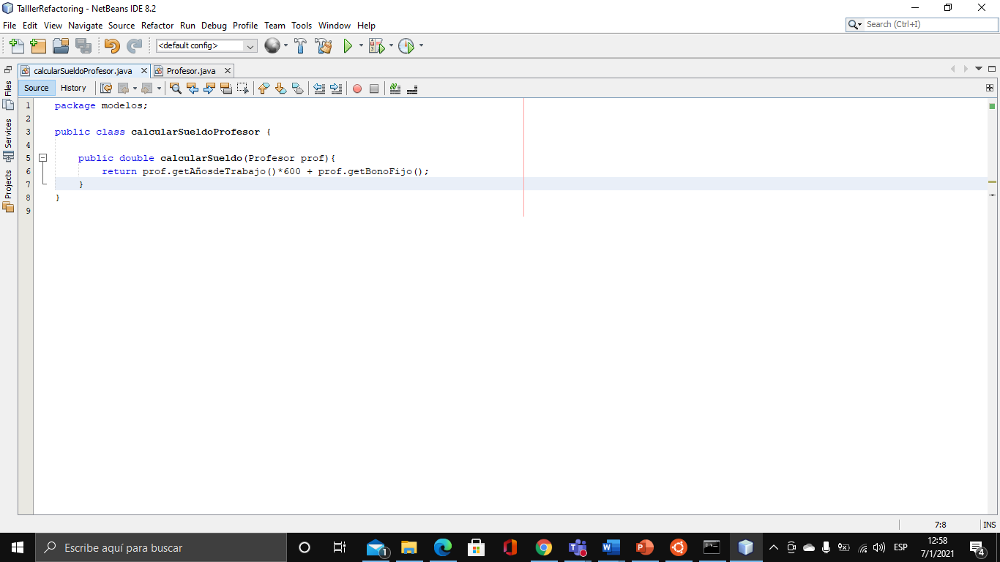 TalllerRefactoring - NetBeans IDE 8.2
File Edit View Navigate Source Refactor Run Debug Profile Team Tools Window Help
Search (Ctrl+I)
<default config>
calcularSueldoProfesor.java Profesor.java
Source History
Files
Services
Projects
1 package modelos;
2
3 public class calcularSueldoProfesor {
4
5 public double calcularSueldo(Profesor prof){
6 return prof.getAñosdeTrabajo()*600 + prof.getBonoFijo();
7 }
8 }
9
7:8 INS
Escribe aquí para buscar
1
ESP
12:58
7/1/2021
4